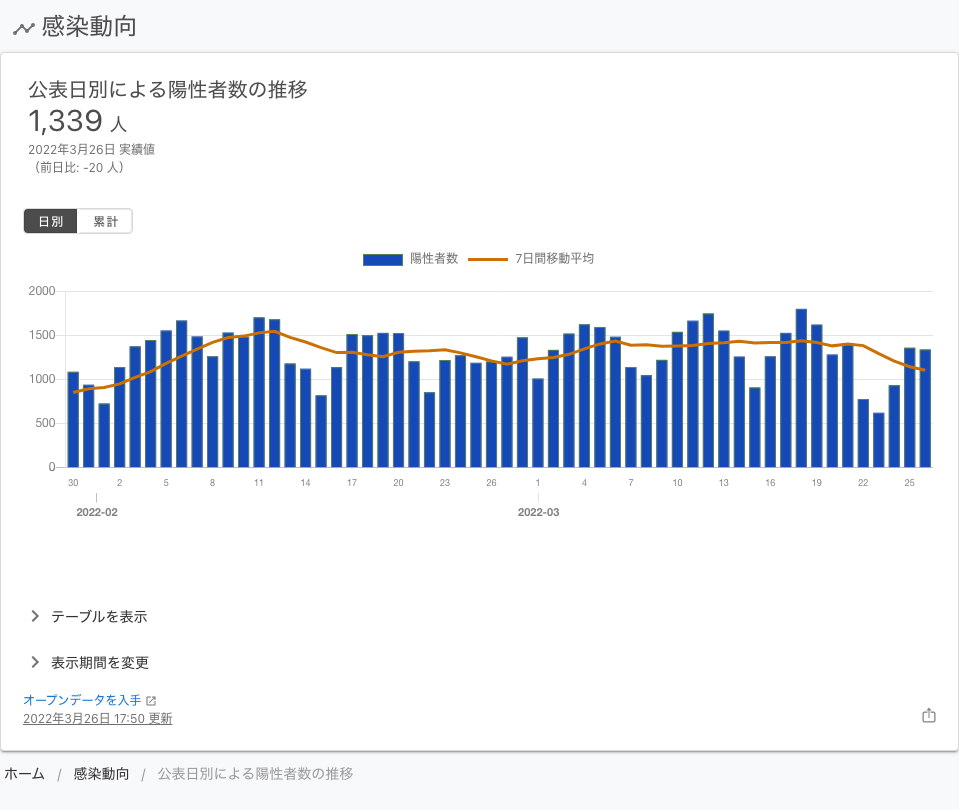 感染動向
公表日別による陽性者数の推移
1,339 人
2022年3月26日 実績値
（前日比: -20 人）
日別 累計
陽性者数 7日間移動平均
2000
1500
1000
500
0
30 2 5 8 11 14 17 20 23 26 1 4 7 10 13 16 19 22 25
2022-02 2022-03
テーブルを表示
表示期間を変更
オープンデータを入手
2022年3月26日 17:50 更新
ホーム / 感染動向 / 公表日別による陽性者数の推移